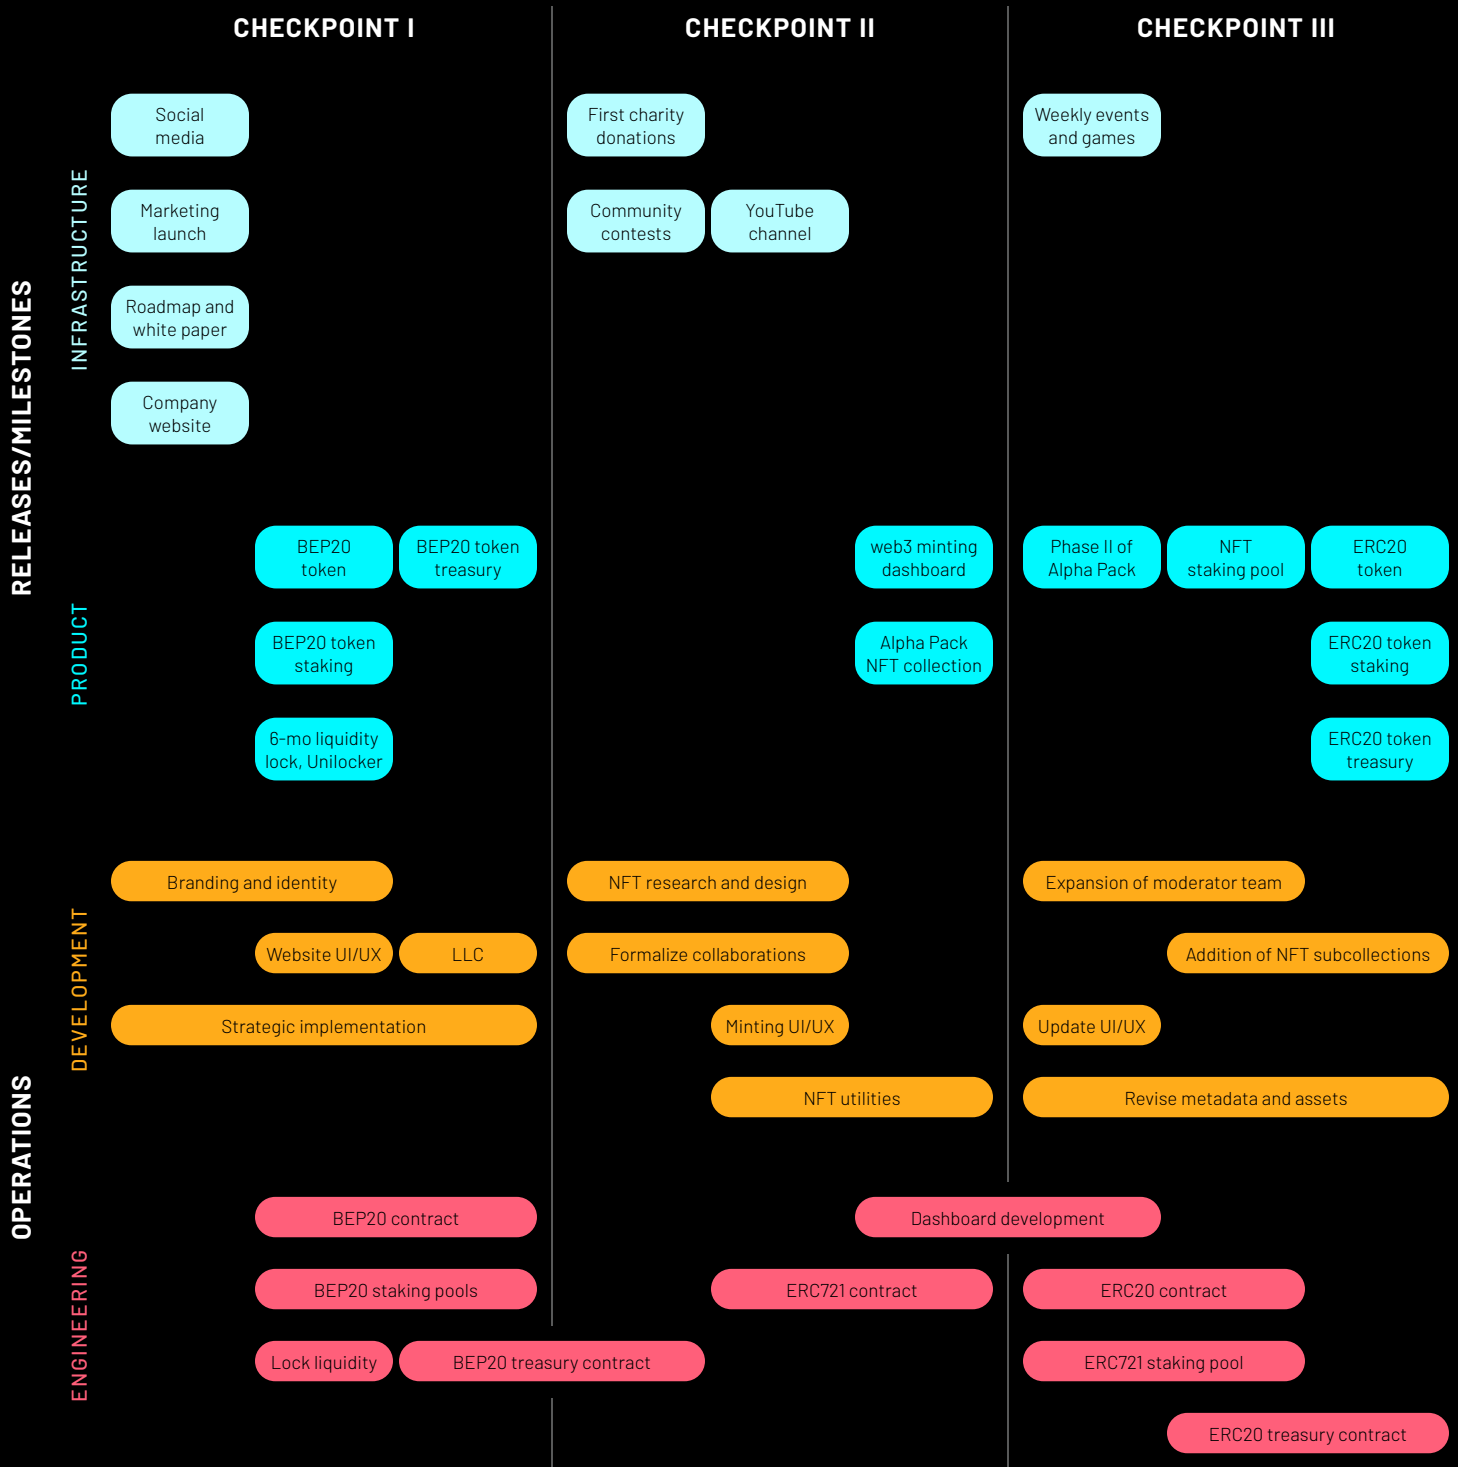 CHECKPOINT I
CHECKPOINT II
CHECKPOINT III
RELEASES/MILESTONES
INFRASTRUCTURE
Social
media
First charity
donations
Weekly events
and games
Marketing
launch
Community
contests
YouTube
channel
Roadmap and
white paper
Company
website
PRODUCT
BEP20
token
BEP20 token
treasury
web3 minting
dashboard
Phase II of
Alpha Pack
NFT
staking pool
ERC20
token
BEP20 token
staking
Alpha Pack
NFT collection
ERC20 token
staking
6-mo liquidity
lock, Unilocker
ERC20 token
treasury
OPERATIONS
DEVELOPMENT
Branding and identity
NFT research and design
Expansion of moderator team
Website UI/UX
LLC
Formalize collaborations
Addition of NFT subcollections
Strategic implementation
Minting UI/UX
Update UI/UX
NFT utilities
Revise metadata and assets
ENGINEERING
BEP20 contract
Dashboard development
BEP20 staking pools
ERC721 contract
ERC20 contract
Lock liquidity
BEP20 treasury contract
ERC721 staking pool
ERC20 treasury contract